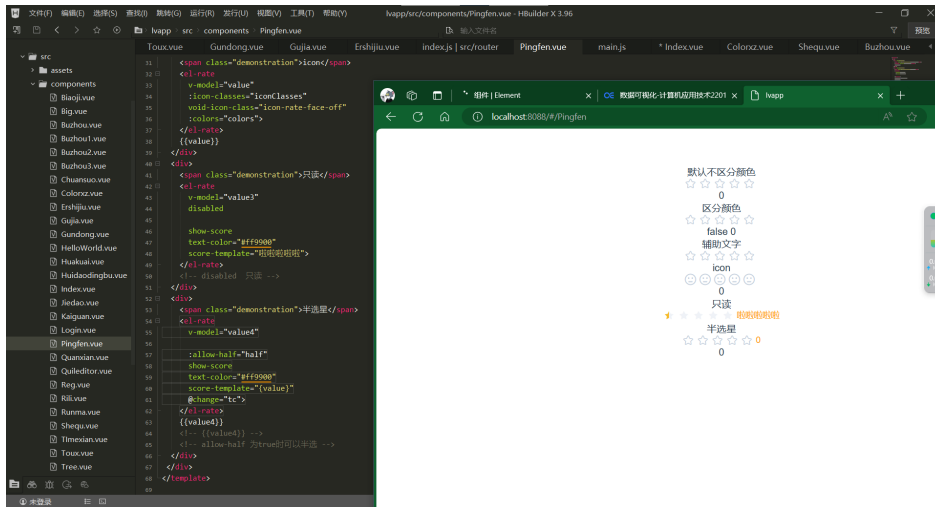 文件(F) 编辑(E) 选择(S) 查找(I) 跳转(G) 运行(R) 发行(U) 视图(V) 工具(T) 帮助(Y)
lvapp/src/components/Pingfen.vue - HBuilder X 3.96
lvapp › src › components › Pingfen.vue
输入文件名
预览
Toux.vue Gundong.vue Gujia.vue Ershijiu.vue index.js | src/router Pingfen.vue main.js * Index.vue Colorxz.vue Shequ.vue Buzhou.vue
src
assets
components
Biaoji.vue
Big.vue
Buzhou.vue
Buzhou1.vue
Buzhou2.vue
Buzhou3.vue
Chuansuo.vue
Colorxz.vue
Ershijiu.vue
Gujia.vue
Gundong.vue
HelloWorld.vue
Huakuai.vue
Huidaodingbu.vue
Index.vue
Jiedao.vue
Kaiguan.vue
Login.vue
Pingfen.vue
Quanxian.vue
Quileditor.vue
Reg.vue
Rili.vue
Runma.vue
Shequ.vue
TImexian.vue
Toux.vue
Tree.vue
未登录
31 <span class="demonstration">icon</span>
32 <el-rate
33 v-model="value"
34 :icon-classes="iconClasses"
35 void-icon-class="icon-rate-face-off"
36 :colors="colors">
37 </el-rate>
38 {{value}}
39 </div>
40 <div>
41 <span class="demonstration">只读</span>
42 <el-rate
43 v-model="value3"
44 disabled
45
46 show-score
47 text-color="#ff9900"
48 score-template="啦啦啦啦啦">
49 </el-rate>
50 <!-- disabled 只读 -->
51 </div>
52 <div>
53 <span class="demonstration">半选星</span>
54 <el-rate
55 v-model="value4"
56
57 :allow-half="half"
58 show-score
59 text-color="#ff9900"
60 score-template="{value}"
61 @change="tc">
62 </el-rate>
63 {{value4}}
64 <!-- {{value4}} -->
65 <!-- allow-half 为true时可以半选 -->
66 </div>
67 </div>
68 </template>
69
组件 | Element
数据可视化-计算机应用技术2201
lvapp
localhost:8088/#/Pingfen
默认不区分颜色
0
区分颜色
false 0
辅助文字
icon
0
只读
啦啦啦啦啦
半选星
0
0